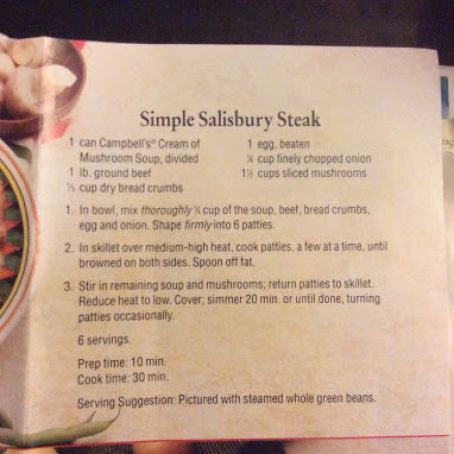 Simple Salisbury Steak
1 can Campbell's® Cream of
Mushroom Soup, divided
1 lb. ground beef
⅓ cup dry bread crumbs
1 egg, beaten
¼ cup finely chopped onion
1½ cups sliced mushrooms
1. In bowl, mix thoroughly ¼ cup of the soup, beef, bread crumbs,
egg and onion. Shape firmly into 6 patties.
2. In skillet over medium-high heat, cook patties, a few at a time, until
browned on both sides. Spoon off fat.
3. Stir in remaining soup and mushrooms; return patties to skillet.
Reduce heat to low. Cover; simmer 20 min. or until done, turning
patties occasionally.
6 servings.
Prep time: 10 min.
Cook time: 30 min.
Serving Suggestion: Pictured with steamed whole green beans.